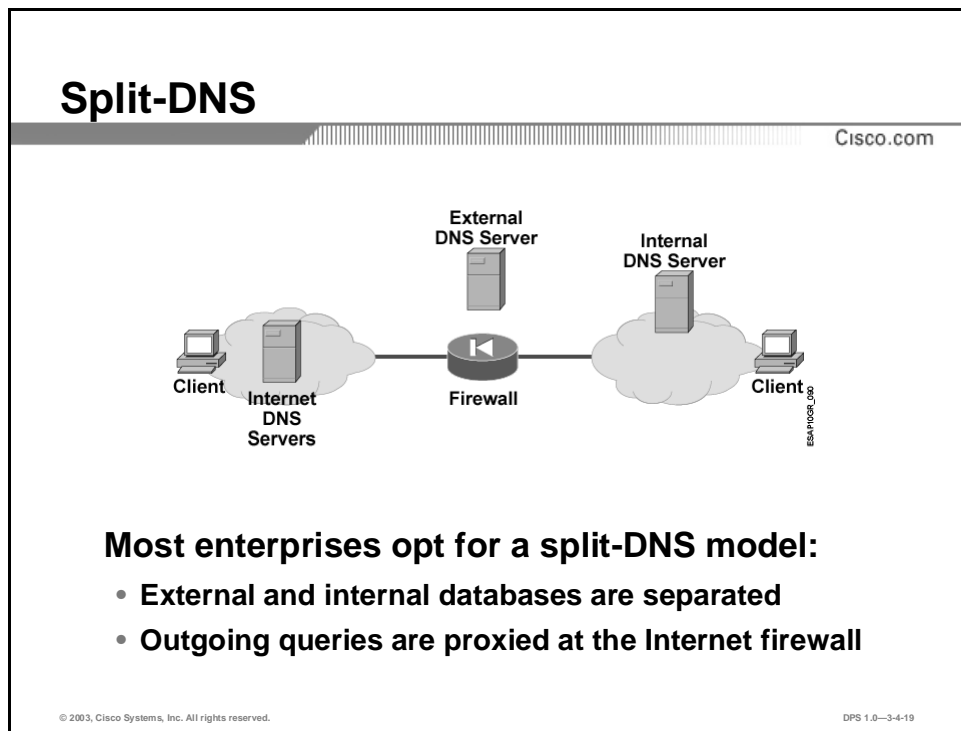 Split-DNS
Cisco.com
External
DNS Server
Internal
DNS Server
Client
Internet
DNS
Servers
Firewall
Client
ESAP10GR_090
Most enterprises opt for a split-DNS model:
• External and internal databases are separated
• Outgoing queries are proxied at the Internet firewall
© 2003, Cisco Systems, Inc. All rights reserved.
DPS 1.0—3-4-19